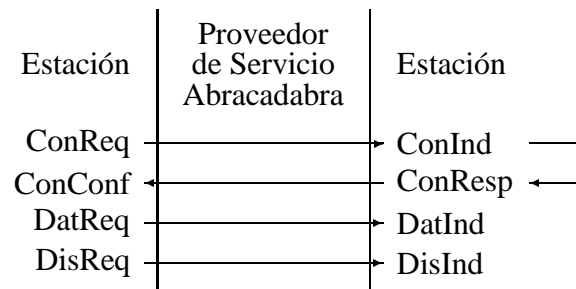 Estación
Proveedor
de Servicio
Abracadabra
Estación
ConReq
ConInd
ConConf
ConResp
DatReq
DatInd
DisReq
DisInd